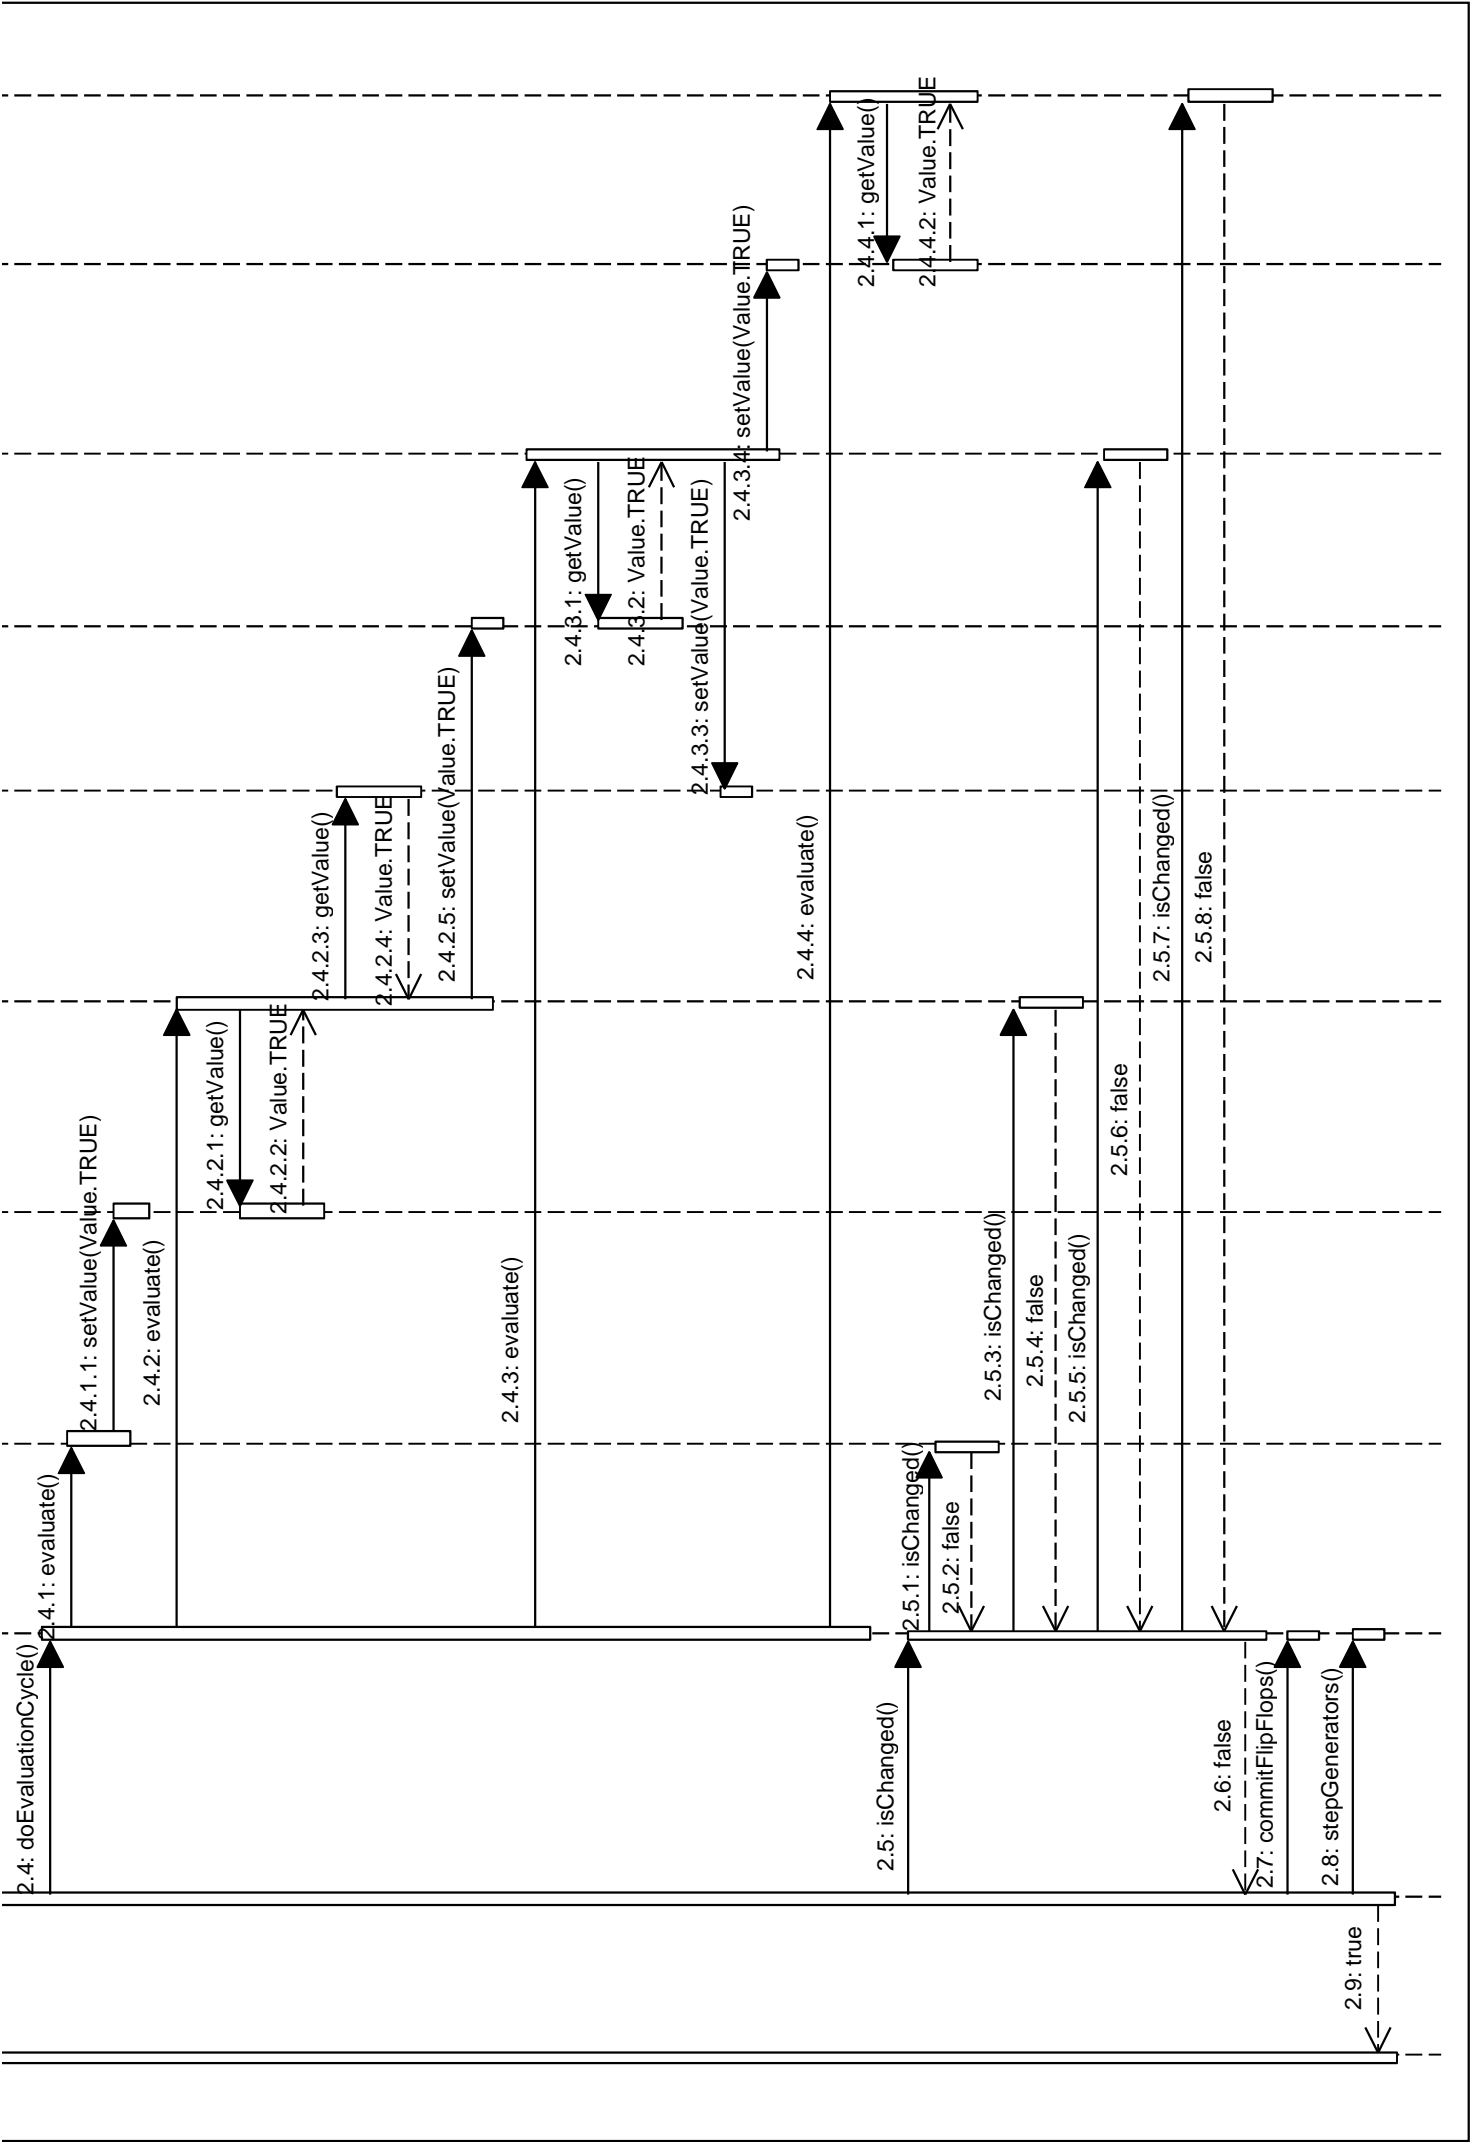 2.4: doEvaluationCycle()
2.4.1: evaluate()
2.4.1.1: setValue(Value.TRUE)
2.4.2: evaluate()
2.4.2.1: getValue()
2.4.2.2: Value.TRUE
2.4.2.3: getValue()
2.4.2.4: Value.TRUE
2.4.2.5: setValue(Value.TRUE)
2.4.3: evaluate()
2.4.3.1: getValue()
2.4.3.2: Value.TRUE
2.4.3.3: setValue(Value.TRUE)
2.4.3.4: setValue(Value.TRUE)
2.4.4: evaluate()
2.4.4.1: getValue()
2.4.4.2: Value.TRUE
2.5: isChanged()
2.5.1: isChanged()
2.5.2: false
2.5.3: isChanged()
2.5.4: false
2.5.5: isChanged()
2.5.6: false
2.5.7: isChanged()
2.5.8: false
2.6: false
2.7: commitFlipFlops()
2.8: stepGenerators()
2.9: true